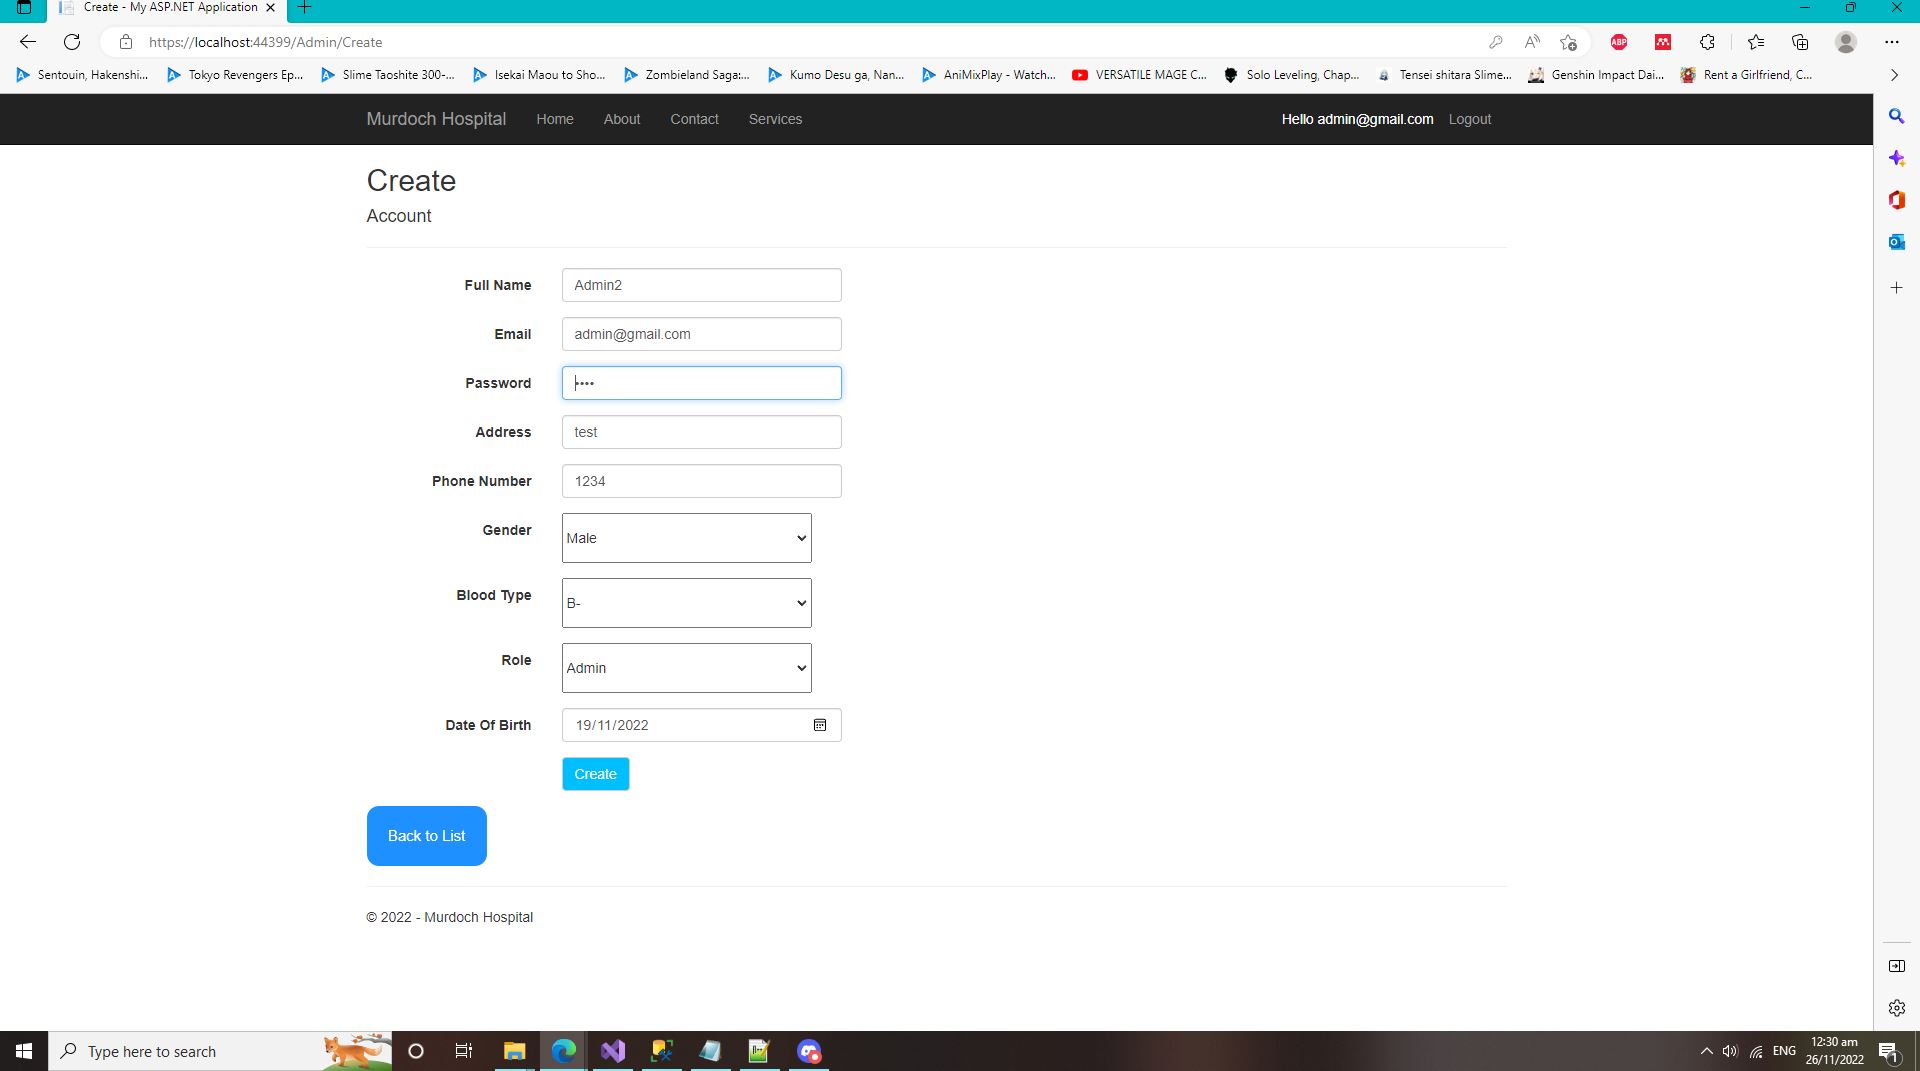 Create - My ASP.NET Application
https://localhost:44399/Admin/Create
Sentouin, Hakenshi... Tokyo Revengers Ep... Slime Taoshite 300-... Isekai Maou to Sho... Zombieland Saga:... Kumo Desu ga, Nan... AniMixPlay - Watch... VERSATILE MAGE C... Solo Leveling, Chap... Tensei shitara Slime... Genshin Impact Dai... Rent a Girlfriend, C...
Murdoch Hospital Home About Contact Services Hello admin@gmail.com Logout
Create
Account
Full Name Admin2
Email admin@gmail.com
Password ••••
Address test
Phone Number 1234
Gender Male
Blood Type B-
Role Admin
Date Of Birth 19/11/2022
Create
Back to List
© 2022 - Murdoch Hospital
Type here to search
ENG
12:30 am
26/11/2022
1
ABP